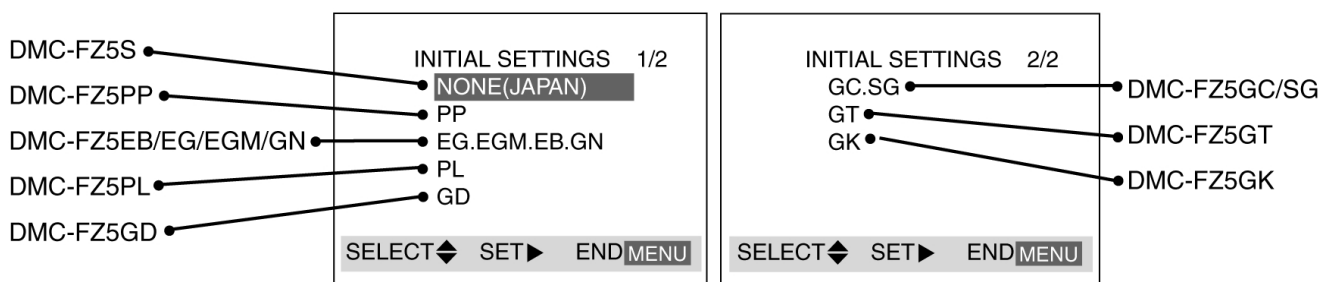 DMC-FZ5S
DMC-FZ5PP
DMC-FZ5EB/EG/EGM/GN
DMC-FZ5PL
DMC-FZ5GD
INITIAL SETTINGS 1/2
NONE(JAPAN)
PP
EG.EGM.EB.GN
PL
GD
SELECT SET END MENU
INITIAL SETTINGS 2/2
GC.SG
GT
GK
SELECT SET END MENU
DMC-FZ5GC/SG
DMC-FZ5GT
DMC-FZ5GK